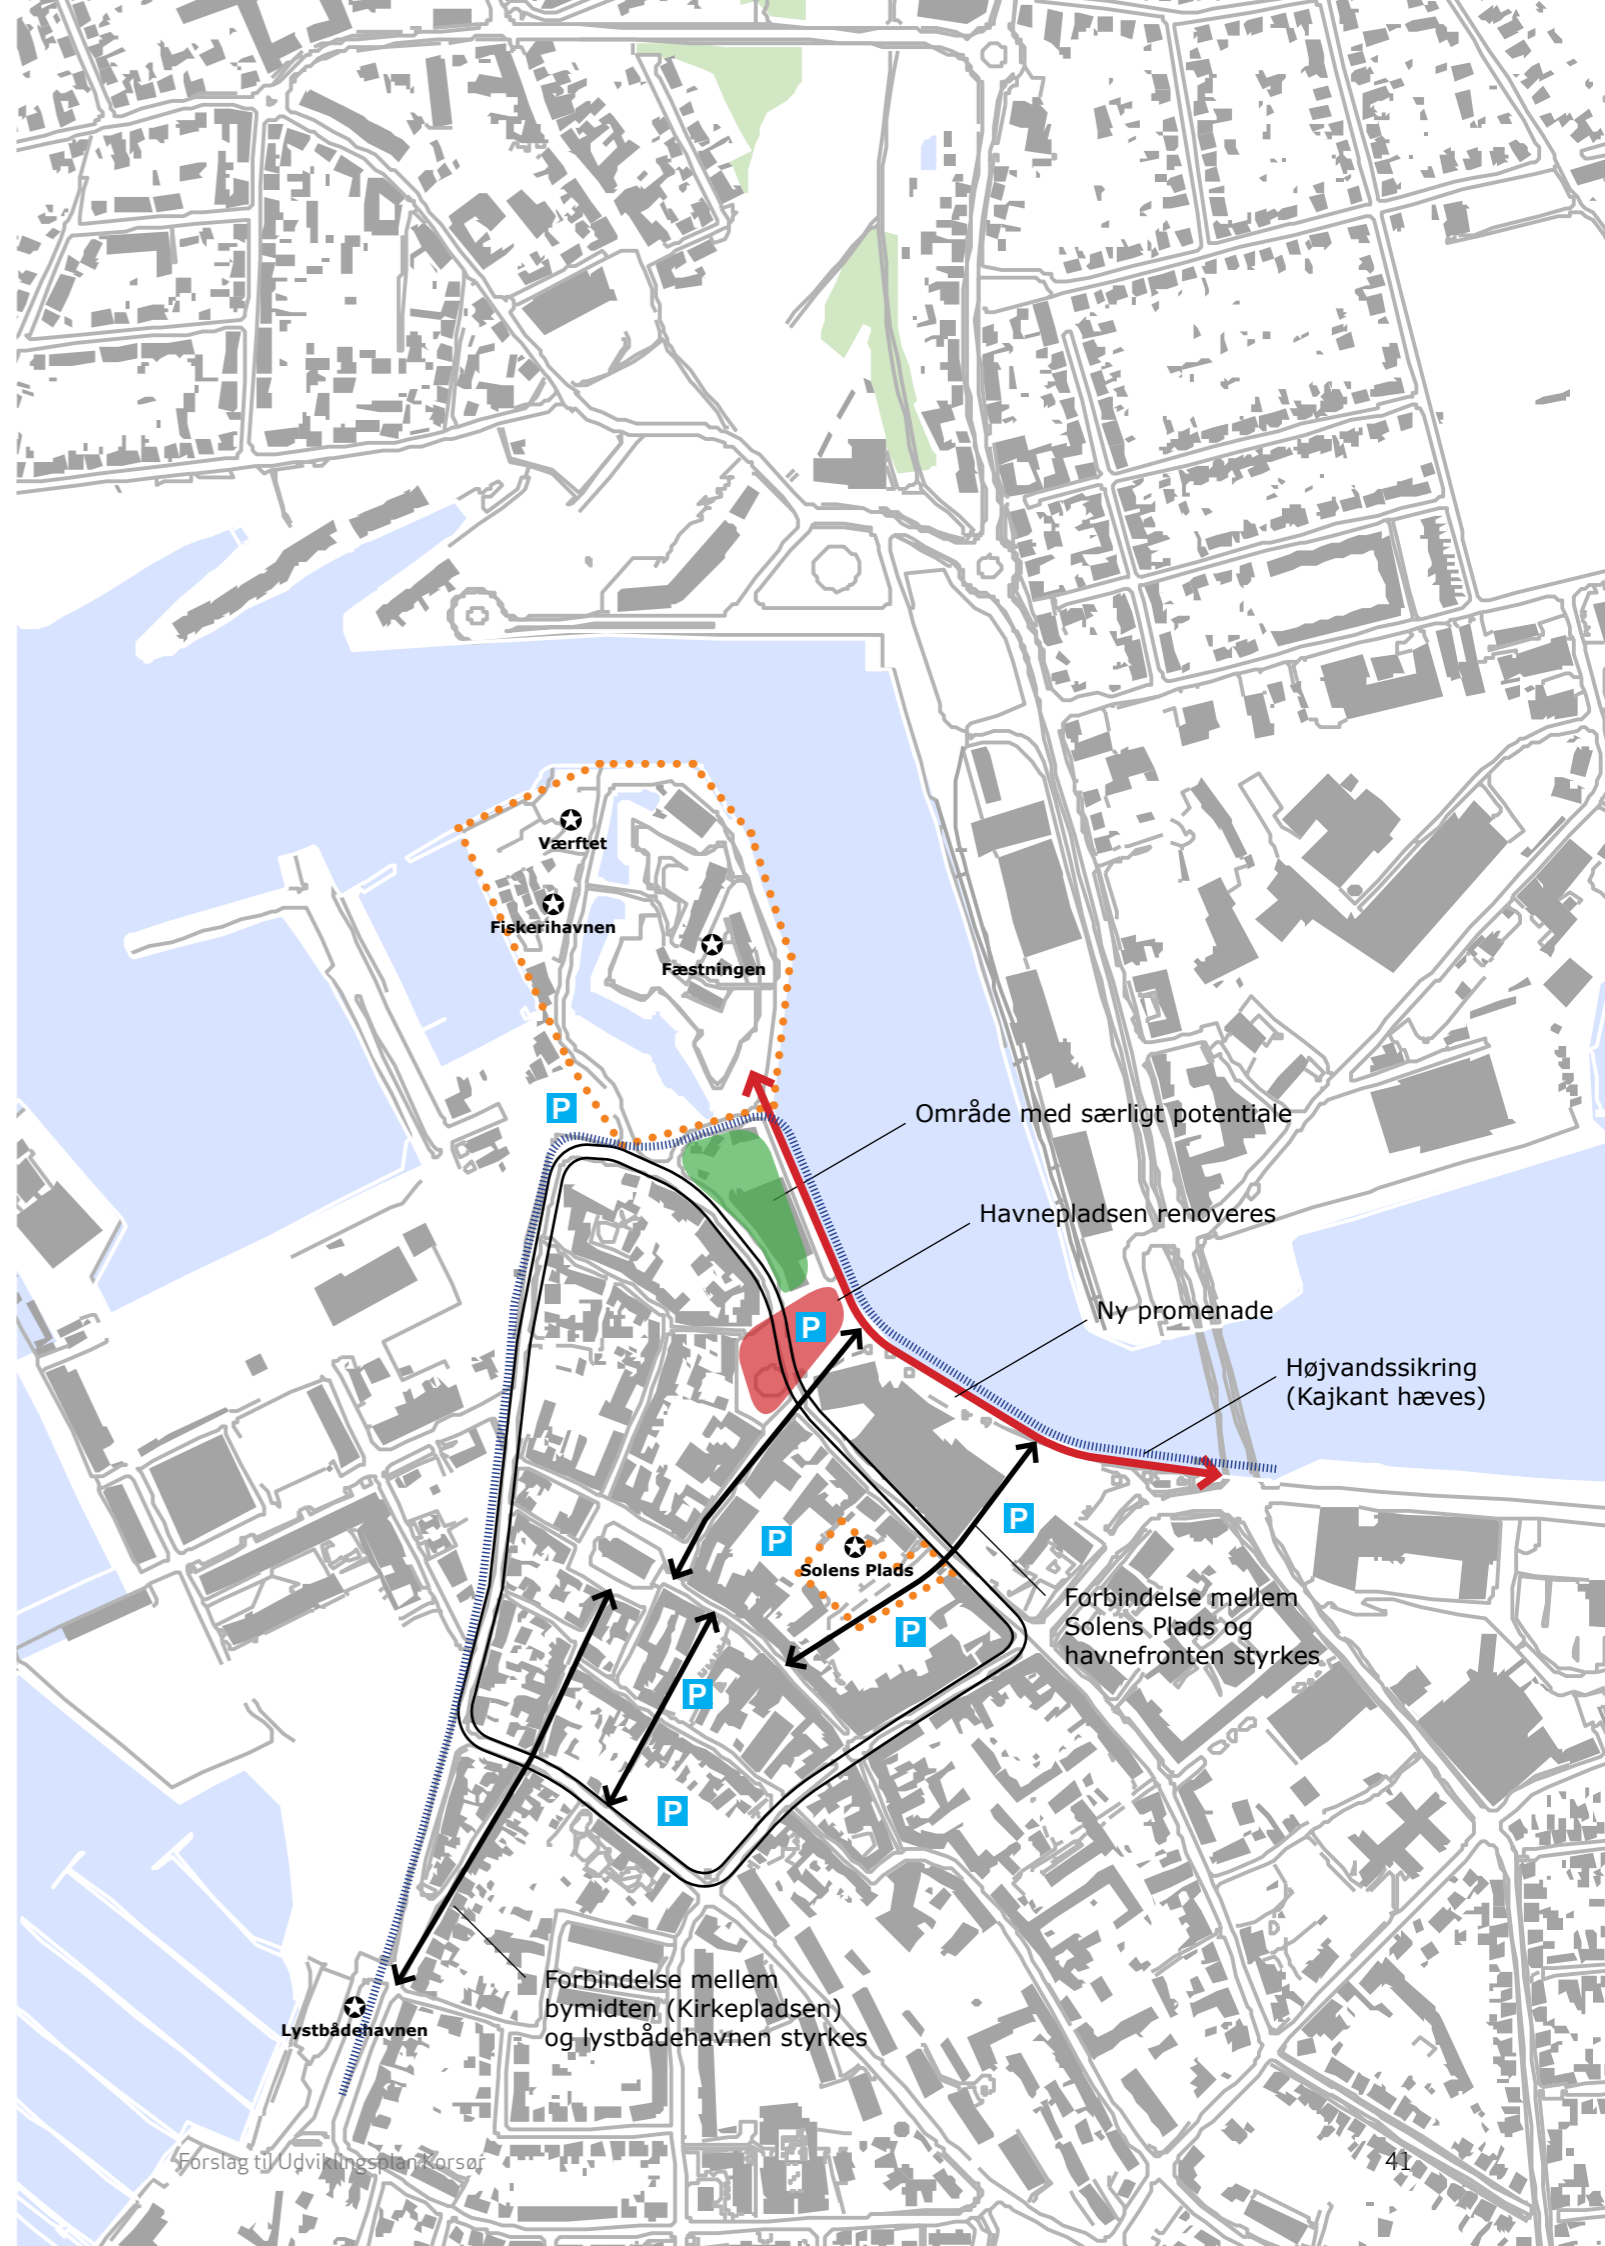 Værftet
Fiskerihavnen
Fæstningen
P
Område med særligt potentiale
Havnepladsen renoveres
Ny promenade
P
Højvandssikring
(Kajkant hæves)
P
P
Solens Plads
P
Forbindelse mellem
Solens Plads og
havnefronten styrkes
P
P
Forbindelse mellem
bymidten (Kirkepladsen)
og lystbådehavnen styrkes
Lystbådehavnen
Forslag til Udviklingsplan Korsør
41